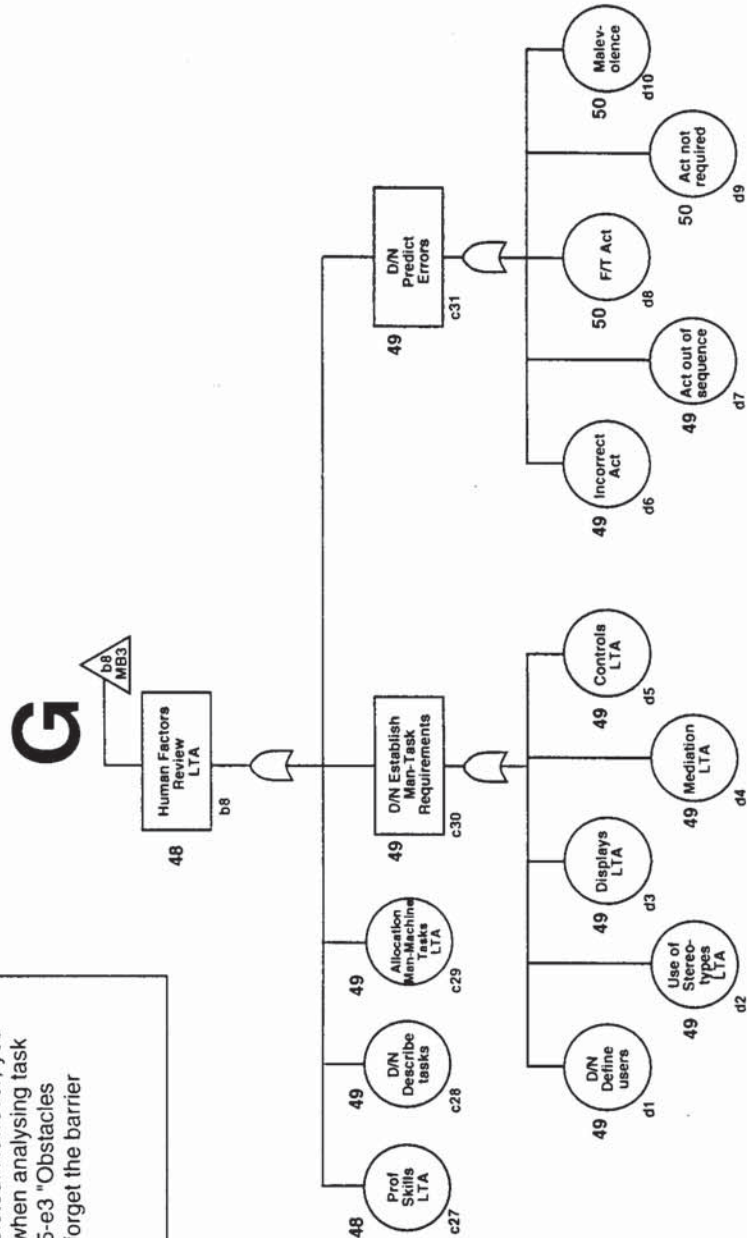 you
when analysing task
-e3 "Obstacles
forget the barrier
G
b8
MB3
48
Human Factors
Review
LTA
b8
48
Prof
Skills
LTA
c27
49
D/N
Describe
tasks
c28
49
Allocation
Man-Machine
Tasks
LTA
c29
49
D/N Establish
Man-Task
Requirements
c30
49
D/N
Predict
Errors
c31
49
D/N
Define
users
d1
49
Use of
Stereo-
types
LTA
d2
49
Displays
LTA
d3
49
Mediation
LTA
d4
49
Controls
LTA
d5
49
Incorrect
Act
d6
49
Act out of
sequence
d7
50
F/T Act
d8
50
Act not
required
d9
50
Malev-
olence
d10